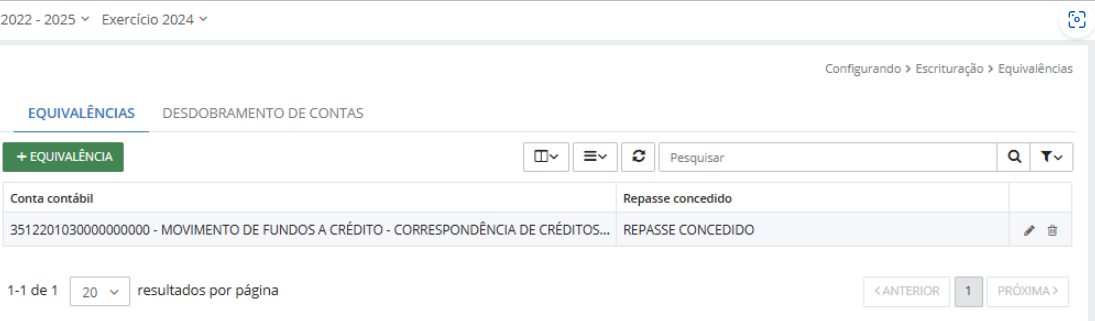 2022 - 2025 Exercício 2024
Configurando > Escrituração > Equivalências
EQUIVALÊNCIAS DESDOBRAMENTO DE CONTAS
+ EQUIVALÊNCIA Pesquisar
Conta contábil Repasse concedido
3512201030000000000 - MOVIMENTO DE FUNDOS A CRÉDITO - CORRESPONDÊNCIA DE CRÉDITOS... REPASSE CONCEDIDO
1-1 de 1 20 resultados por página < ANTERIOR 1 PRÓXIMA >